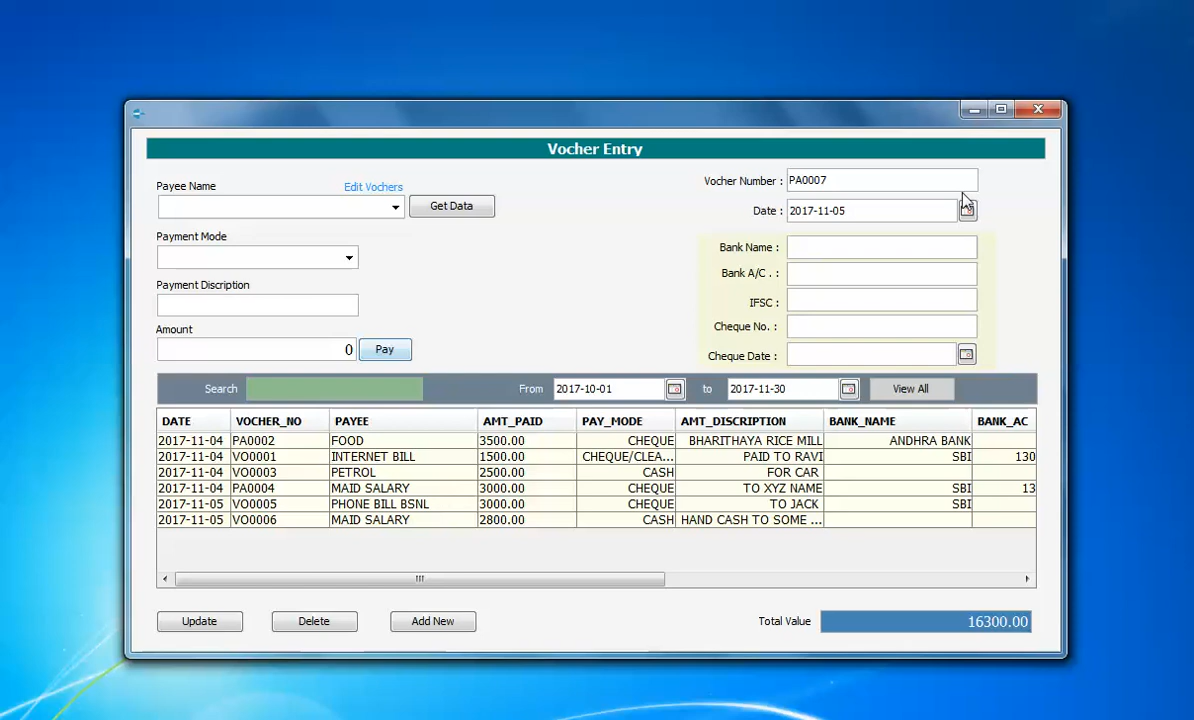 Vocher Entry
Payee Name
Edit Vochers
Get Data
Vocher Number : PA0007
Date : 2017-11-05
Payment Mode
Bank Name :
Bank A/C . :
Payment Discription
IFSC :
Cheque No. :
Amount
0 Pay
Cheque Date :
Search From 2017-10-01 to 2017-11-30 View All
DATE VOCHER_NO PAYEE AMT_PAID PAY_MODE AMT_DISCRIPTION BANK_NAME BANK_AC
2017-11-04 PA0002 FOOD 3500.00 CHEQUE BHARITHAYA RICE MILL ANDHRA BANK
2017-11-04 VO0001 INTERNET BILL 1500.00 CHEQUE/CLEA... PAID TO RAVI SBI 130
2017-11-04 VO0003 PETROL 2500.00 CASH FOR CAR
2017-11-04 PA0004 MAID SALARY 3000.00 CHEQUE TO XYZ NAME SBI 13
2017-11-05 VO0005 PHONE BILL BSNL 3000.00 CHEQUE TO JACK SBI
2017-11-05 VO0006 MAID SALARY 2800.00 CASH HAND CASH TO SOME ...
Update Delete Add New Total Value 16300.00